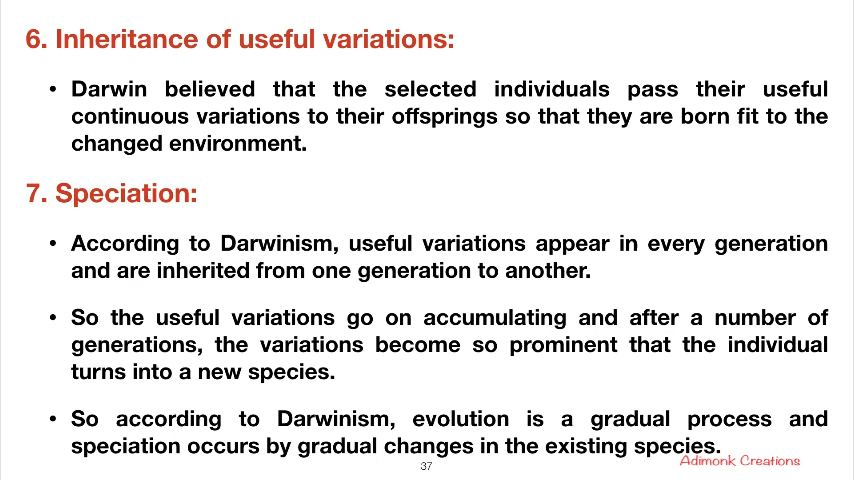 6. Inheritance of useful variations:
• Darwin believed that the selected individuals pass their useful
continuous variations to their offsprings so that they are born fit to the
changed environment.
7. Speciation:
• According to Darwinism, useful variations appear in every generation
and are inherited from one generation to another.
• So the useful variations go on accumulating and after a number of
generations, the variations become so prominent that the individual
turns into a new species.
• So according to Darwinism, evolution is a gradual process and
speciation occurs by gradual changes in the existing species.
Adimonk Creations
37